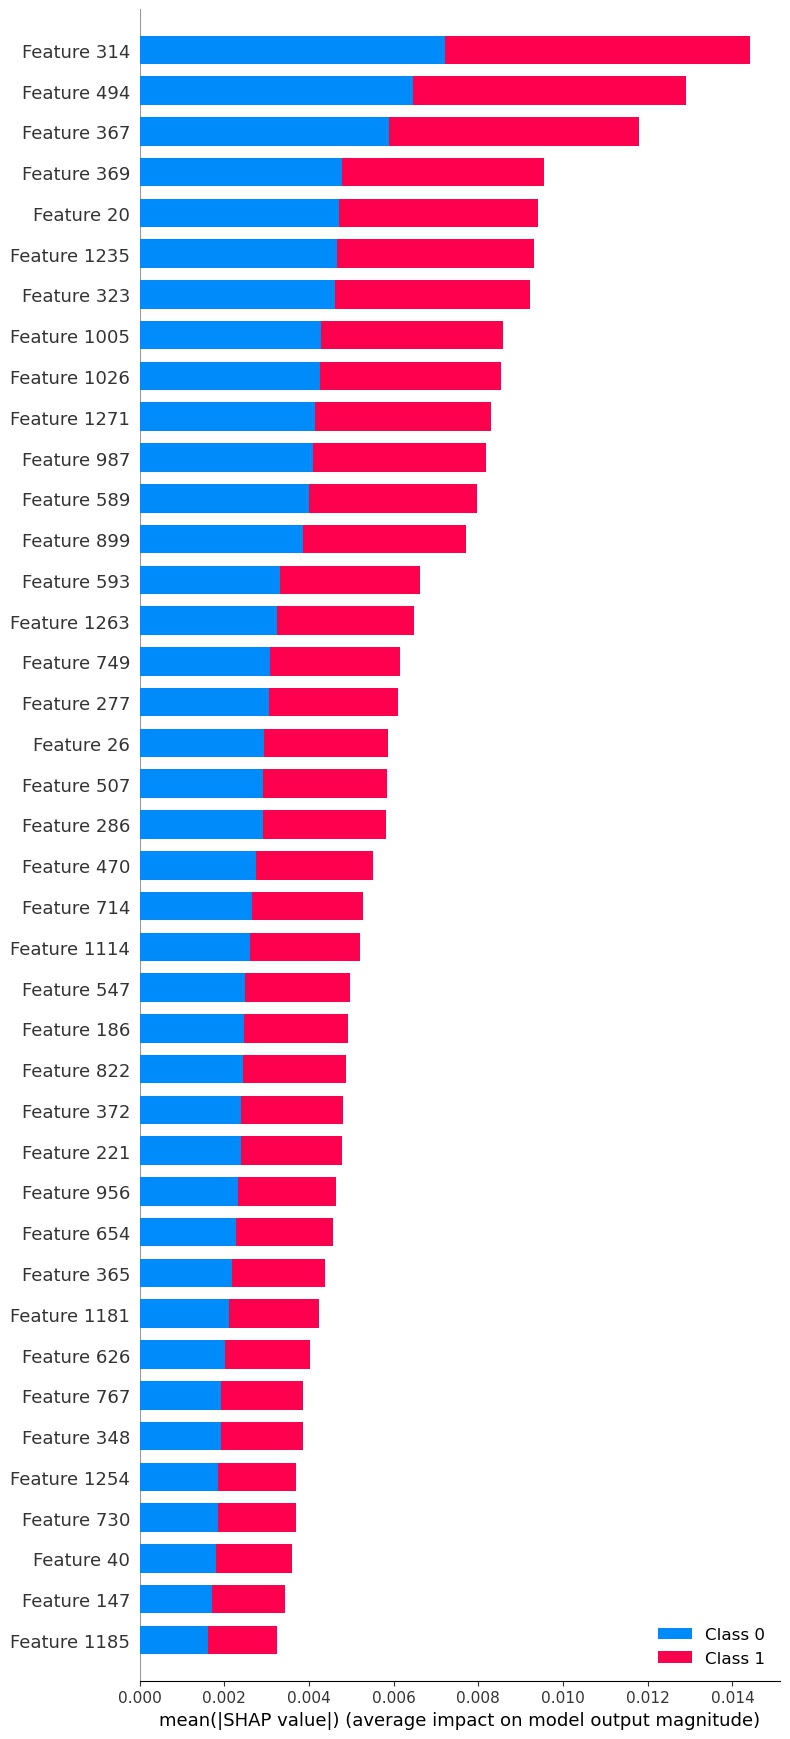 Feature 314
Feature 494
Feature 367
Feature 369
Feature 20
Feature 1235
Feature 323
Feature 1005
Feature 1026
Feature 1271
Feature 987
Feature 589
Feature 899
Feature 593
Feature 1263
Feature 749
Feature 277
Feature 26
Feature 507
Feature 286
Feature 470
Feature 714
Feature 1114
Feature 547
Feature 186
Feature 822
Feature 372
Feature 221
Feature 956
Feature 654
Feature 365
Feature 1181
Feature 626
Feature 767
Feature 348
Feature 1254
Feature 730
Feature 40
Feature 147
Feature 1185
Class 0
Class 1
0.000 0.002 0.004 0.006 0.008 0.010 0.012 0.014
mean(|SHAP value|) (average impact on model output magnitude)